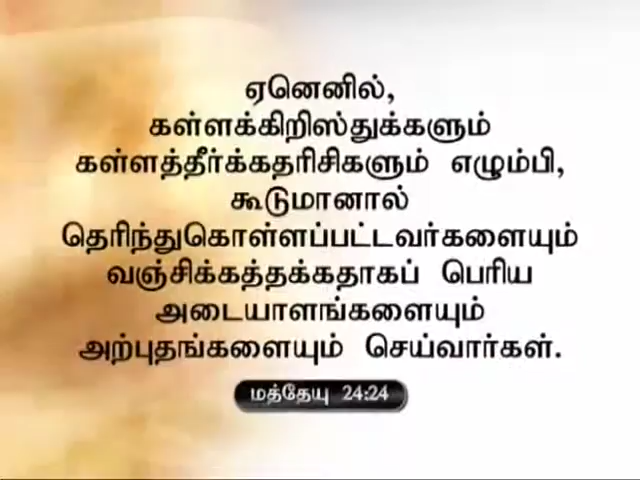 ஏனெனில்,
கள்ளக்கிறிஸ்துக்களும்
கள்ளத்தீர்க்கதரிசிகளும் எழும்பி,
கூடுமானால்
தெரிந்துகொள்ளப்பட்டவர்களையும்
வஞ்சிக்கத்தக்கதாகப் பெரிய
அடையாளங்களையும்
அற்புதங்களையும் செய்வார்கள்.
மத்தேயு 24:24